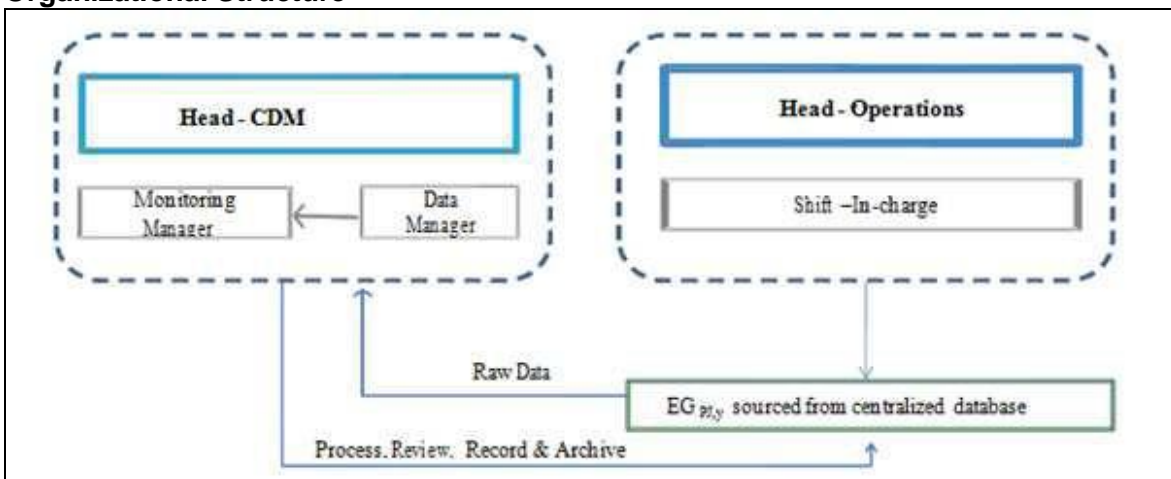 Organizational Structure
Head - CDM
Head - Operations
Monitoring
Manager
Data
Manager
Shift –In-charge
Raw Data
EG PJ,y sourced from centralized database
Process, Review, Record & Archive